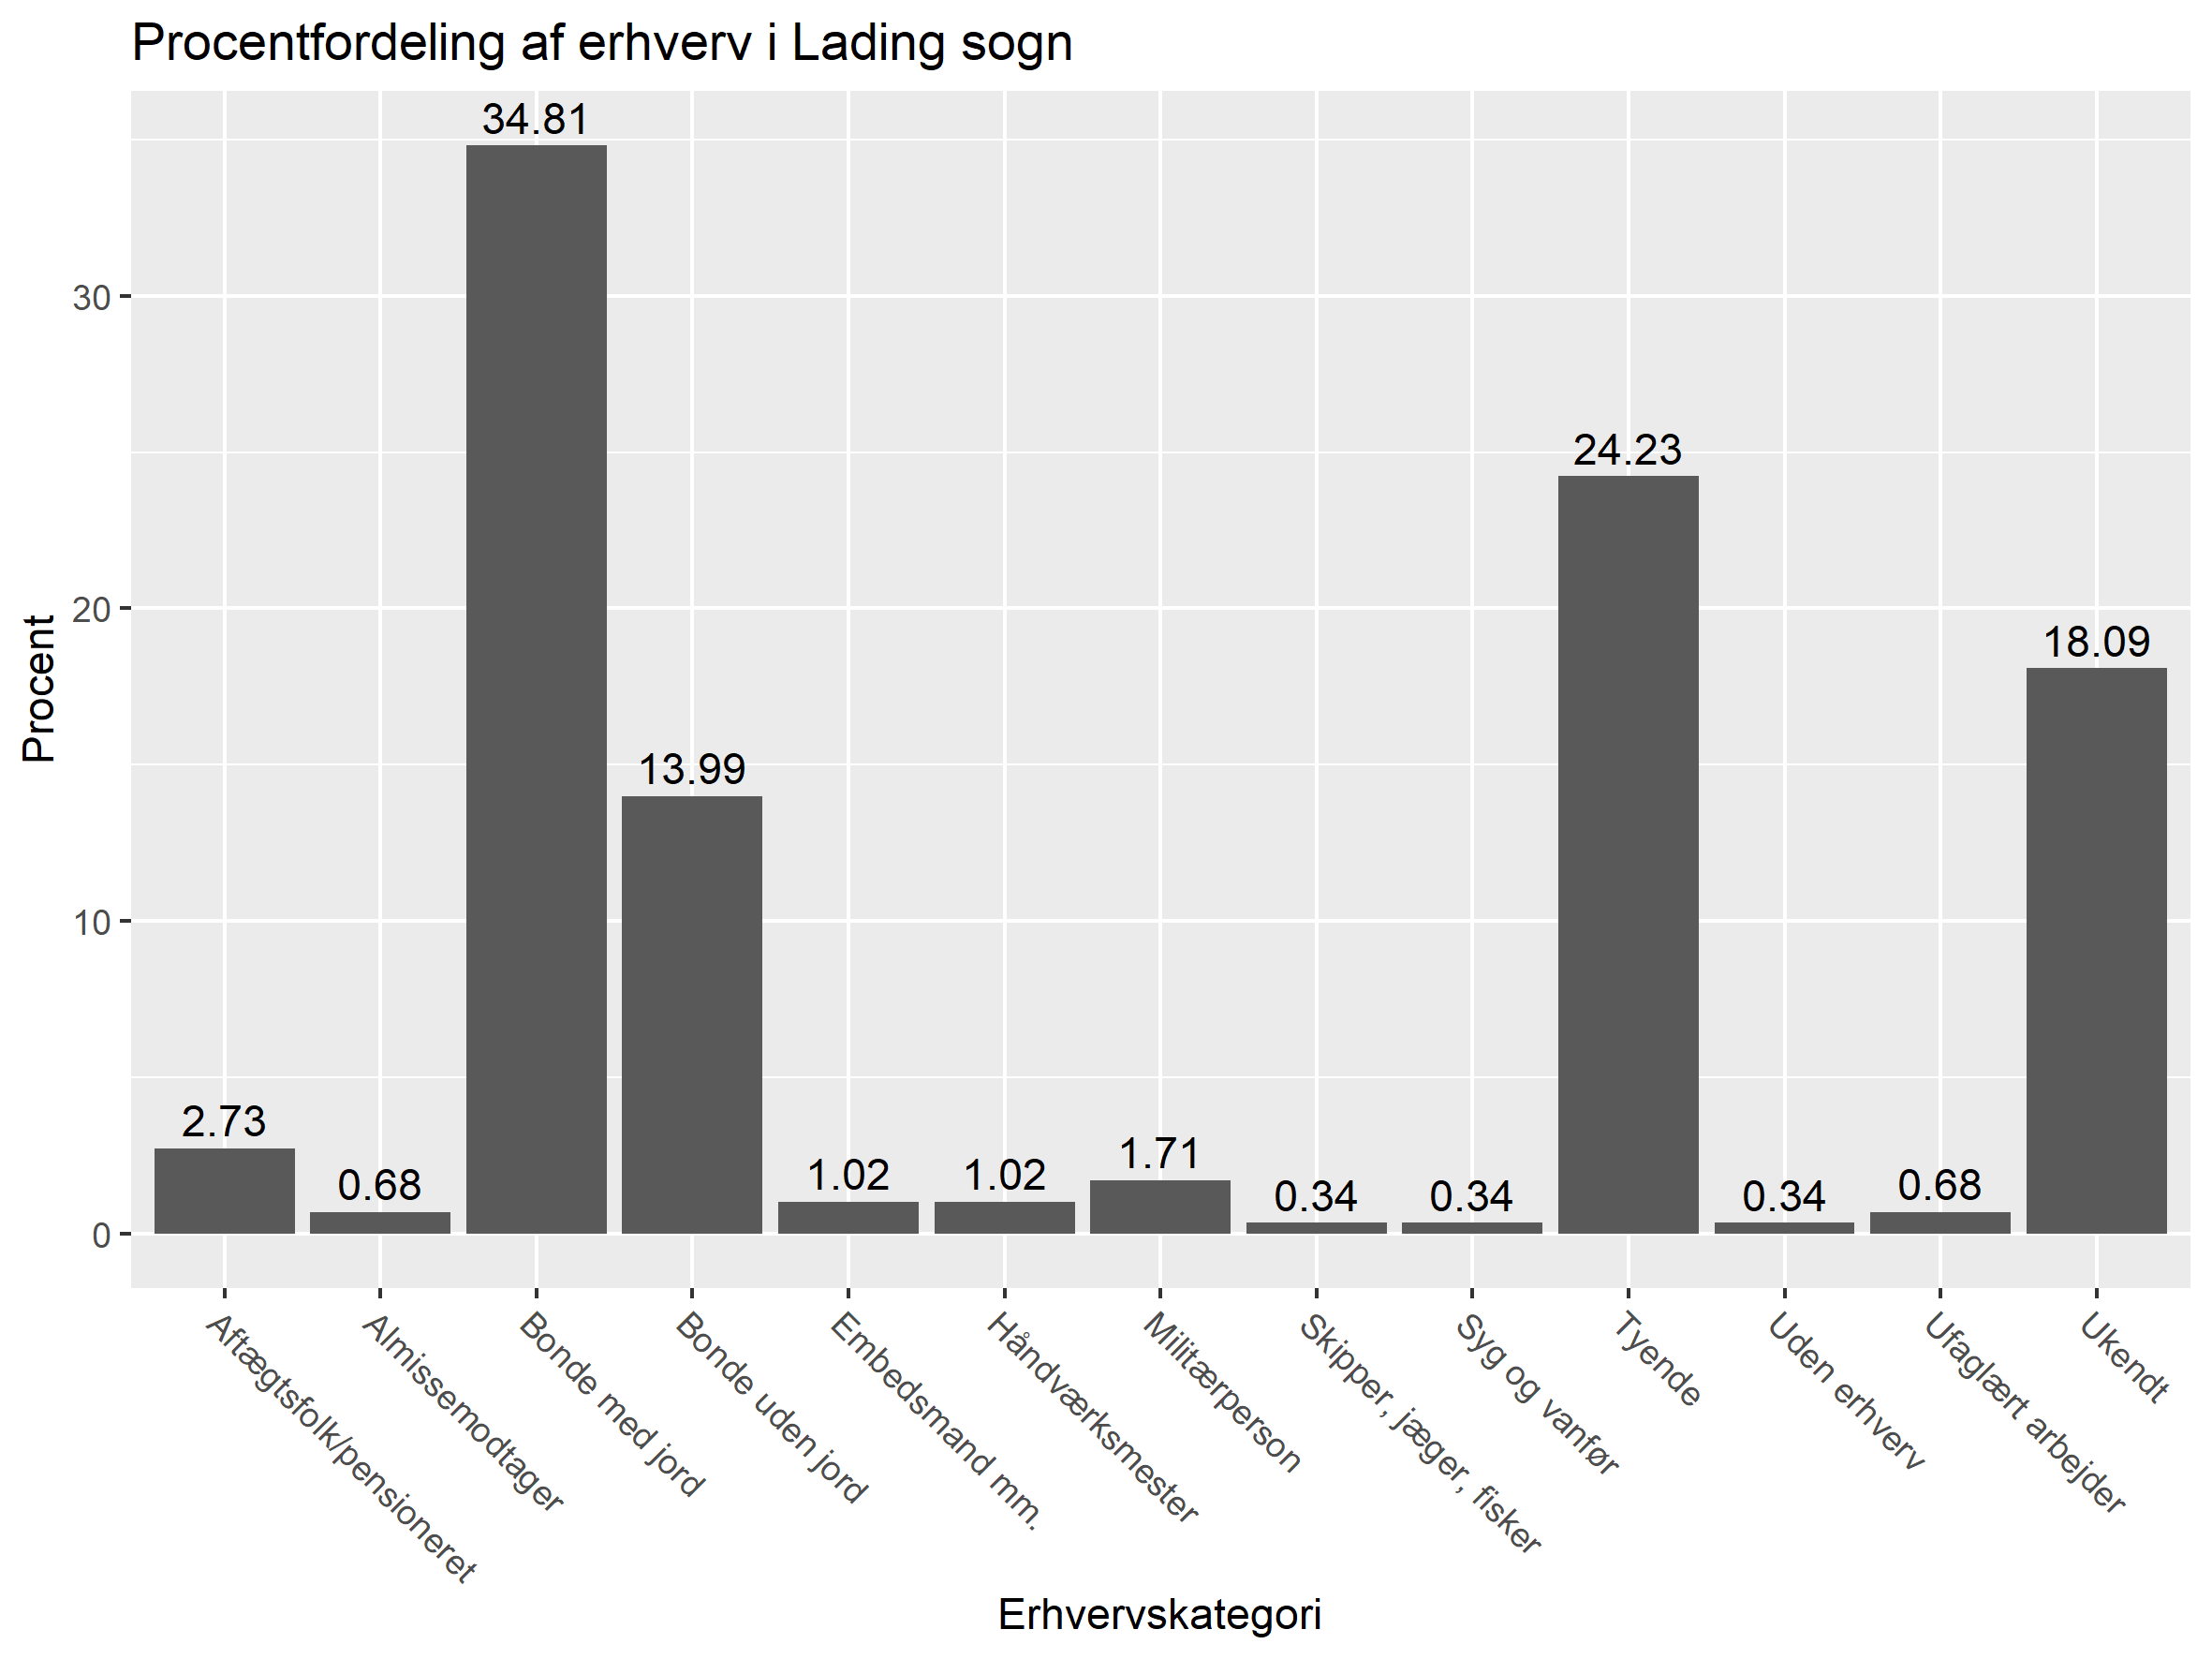 Procentfordeling af erhverv i Lading sogn
34.81
30
24.23
20
18.09
Procent
13.99
10
2.73
0.68
1.02
1.02
1.71
0.34
0.34
0.34
0.68
0
Aftægtsfolk/pensioneret
Almissemodtager
Bonde med jord
Bonde uden jord
Embedsmand mm.
Håndværksmester
Militærperson
Skipper, jæger, fisker
Syg og vanfør
Tyende
Uden erhverv
Ufaglært arbejder
Ukendt
Erhvervskategori